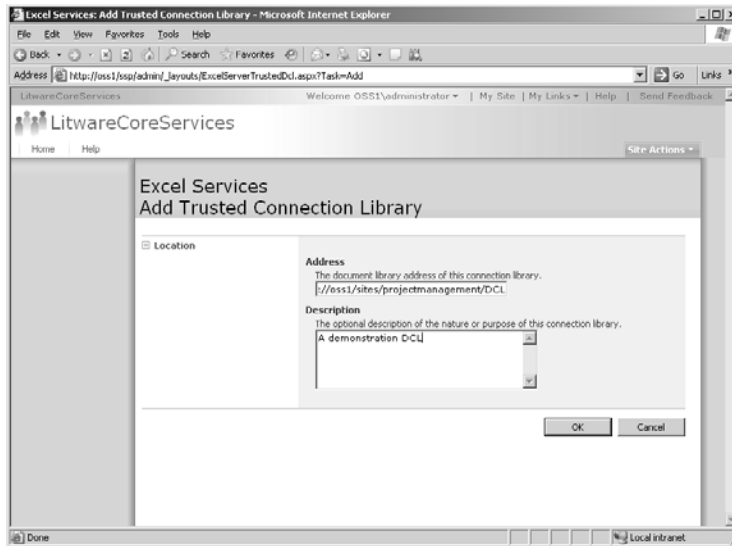 Excel Services: Add Trusted Connection Library - Microsoft Internet Explorer
File Edit View Favorites Tools Help
Back Search Favorites
Address http://oss1/ssp/admin/_layouts/ExcelServerTrustedDcl.aspx?Task=Add Go Links
LitwareCoreServices Welcome OSS1\administrator | My Site | My Links | Help | Send Feedback
LitwareCoreServices
Home Help Site Actions
Excel Services
Add Trusted Connection Library
Location
Address
The document library address of this connection library.
://oss1/sites/projectmanagement/DCL
Description
The optional description of the nature or purpose of this connection library.
A demonstration DCL
OK Cancel
Done Local intranet